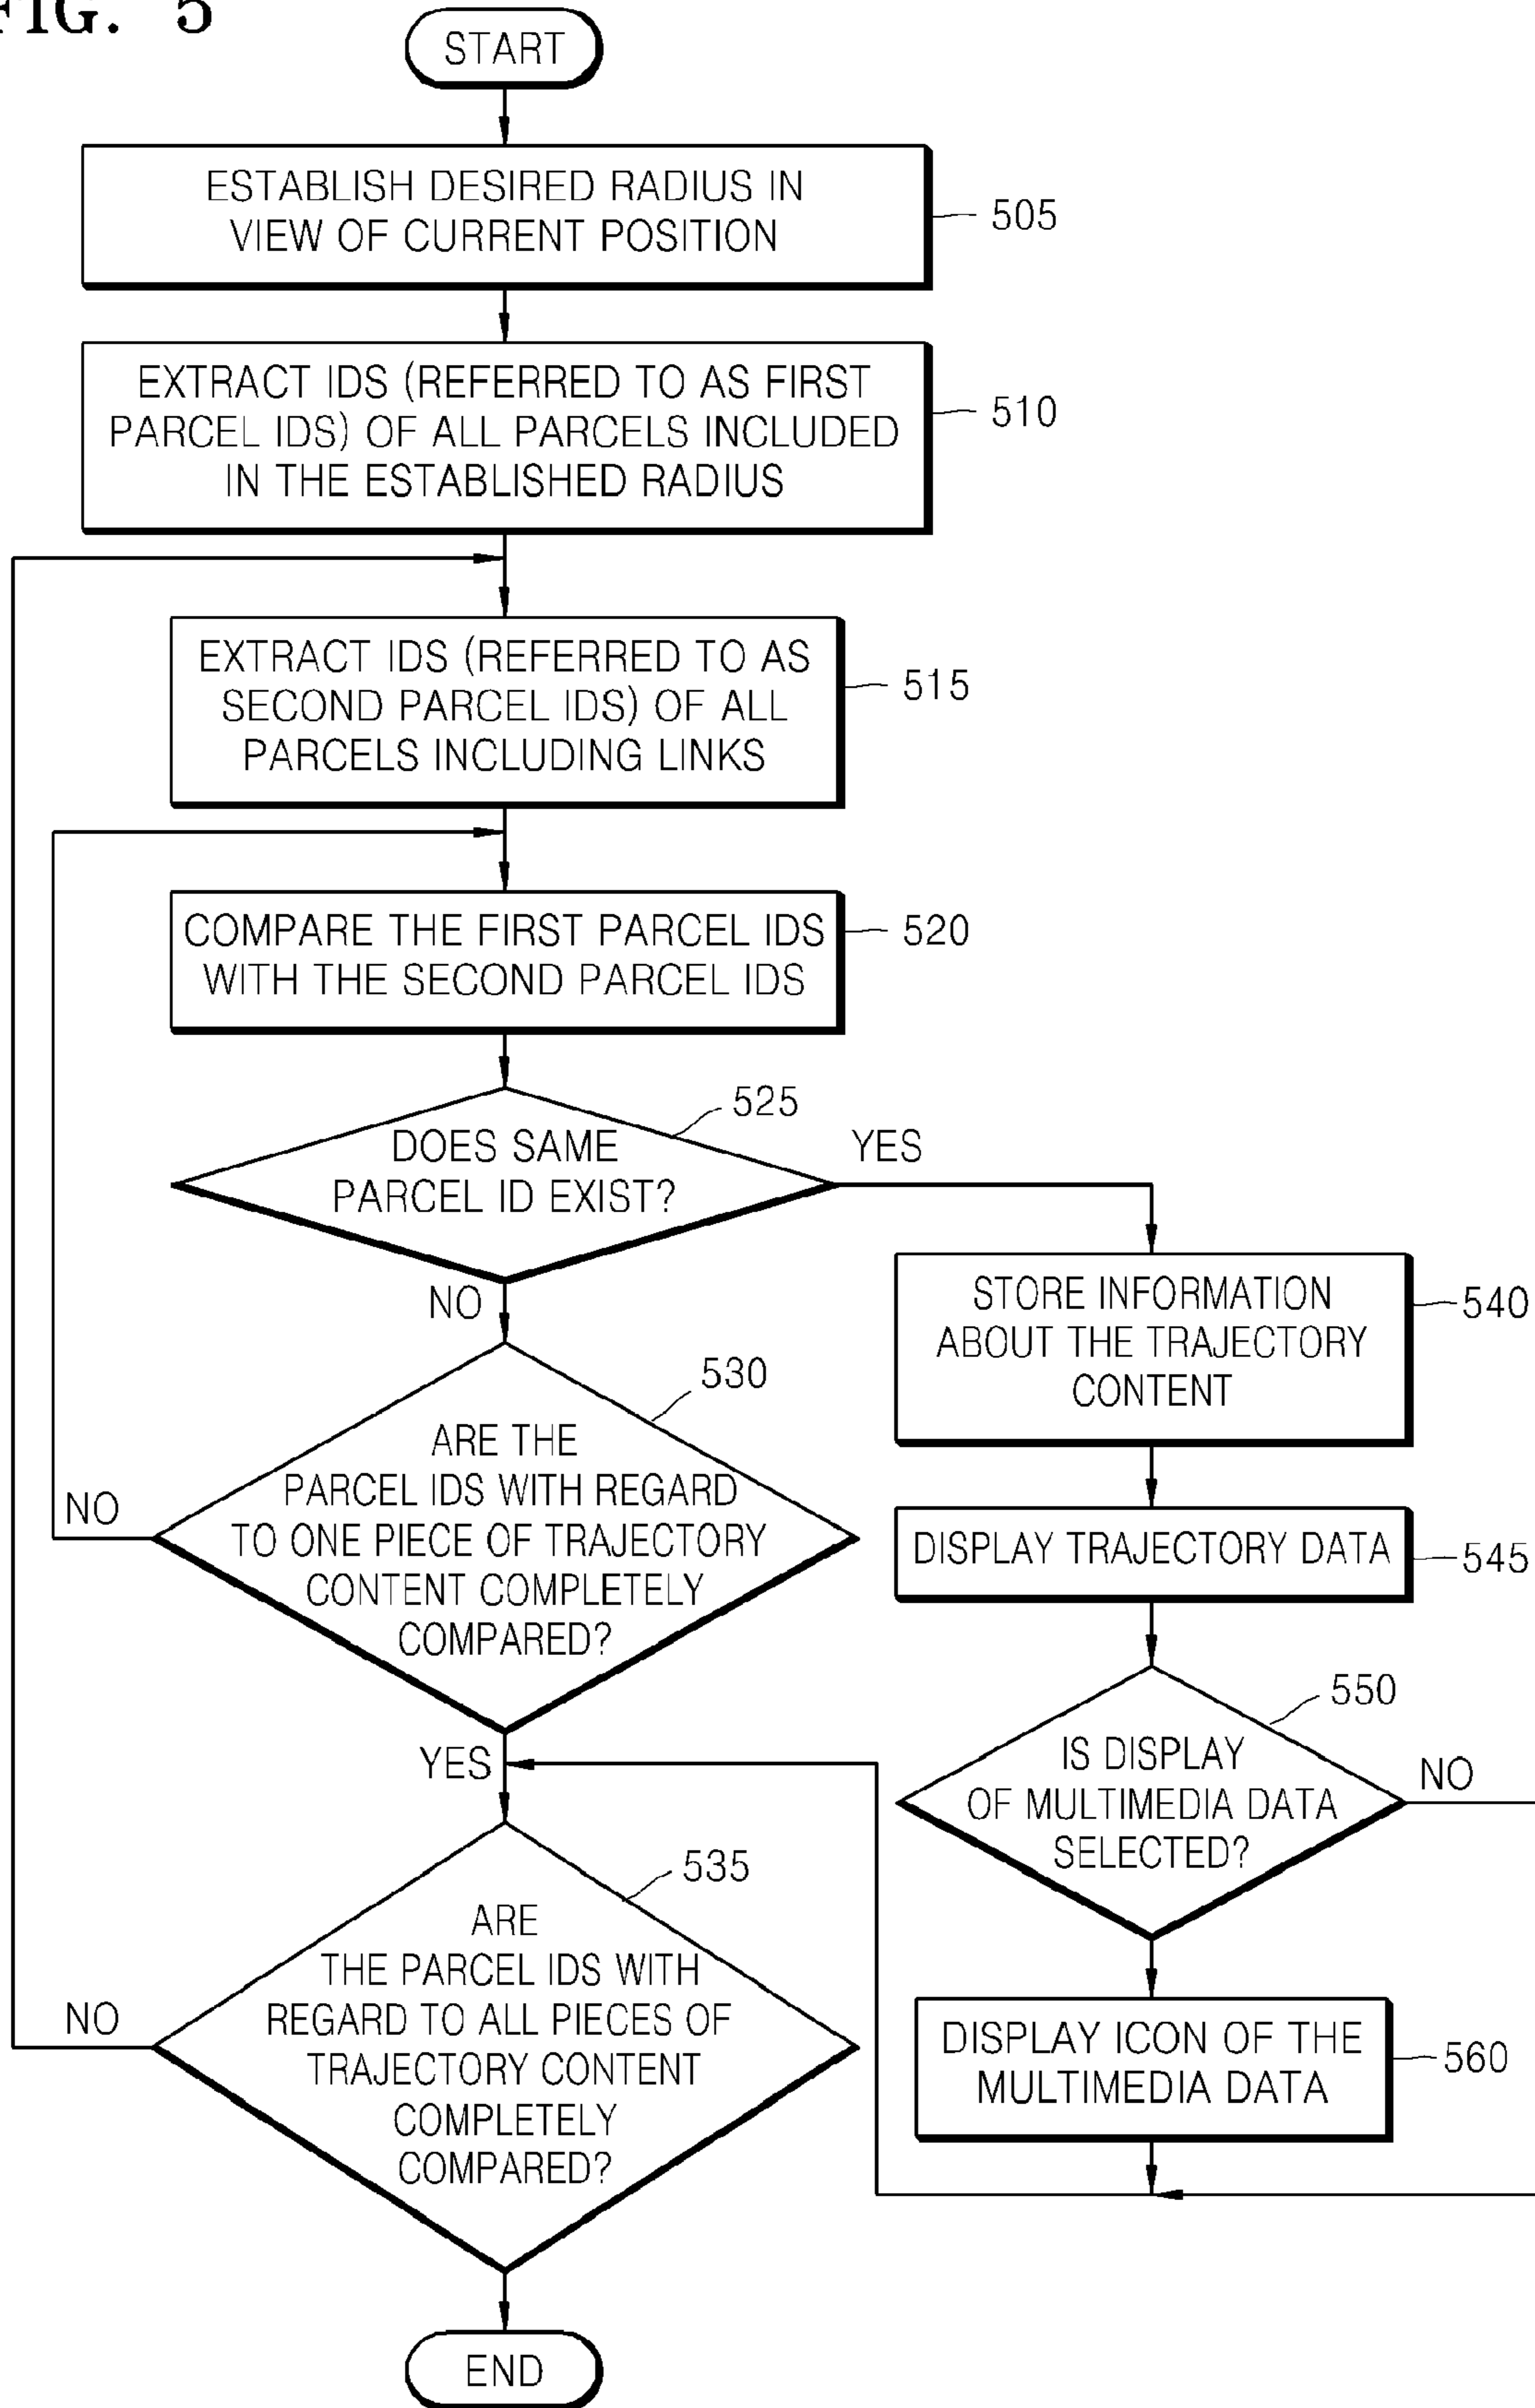 FIG. 5
START
ESTABLISH DESIRED RADIUS IN
VIEW OF CURRENT POSITION
505
EXTRACT IDS (REFERRED TO AS FIRST
PARCEL IDS) OF ALL PARCELS INCLUDED
IN THE ESTABLISHED RADIUS
510
EXTRACT IDS (REFERRED TO AS
SECOND PARCEL IDS) OF ALL
PARCELS INCLUDING LINKS
515
COMPARE THE FIRST PARCEL IDS
WITH THE SECOND PARCEL IDS
520
525
DOES SAME
PARCEL ID EXIST?
YES
NO
530
ARE THE
PARCEL IDS WITH REGARD
TO ONE PIECE OF TRAJECTORY
CONTENT COMPLETELY
COMPARED?
NO
YES
535
ARE
THE PARCEL IDS WITH
REGARD TO ALL PIECES OF
TRAJECTORY CONTENT
COMPLETELY
COMPARED?
NO
STORE INFORMATION
ABOUT THE TRAJECTORY
CONTENT
540
DISPLAY TRAJECTORY DATA
545
550
IS DISPLAY
OF MULTIMEDIA DATA
SELECTED?
NO
DISPLAY ICON OF THE
MULTIMEDIA DATA
560
END